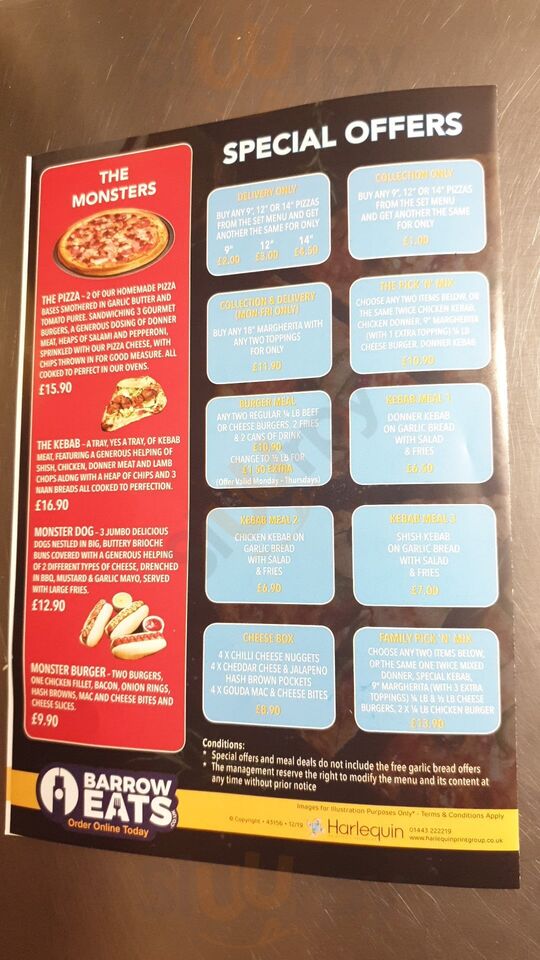 SPECIAL OFFERS
THE
MONSTERS
THE PIZZA - 2 OF OUR HOMEMADE PIZZA
BASES SMOTHERED IN GARLIC BUTTER AND
TOMATO PUREE. SANDWICHING 3 GOURMET
BURGERS, A GENEROUS DOSING OF DONNER
MEAT, HEAPS OF SALAMI AND PEPPERONI,
SPRINKLED WITH OUR PIZZA CHEESE, WITH
CHIPS THROWN IN FOR GOOD MEASURE. ALL
COOKED TO PERFECT IN OUR OVENS.
£15.90
THE KEBAB - A TRAY, YES A TRAY, OF KEBAB
MEAT, FEATURING A GENEROUS HELPING OF
SHISH, CHICKEN, DONNER MEAT AND LAMB
CHOPS ALONG WITH A HEAP OF CHIPS AND 3
NAAN BREADS ALL COOKED TO PERFECTION.
£16.90
MONSTER DOG - 3 JUMBO DELICIOUS
DOGS NESTLED IN BIG, BUTTERY BRIOCHE
BUNS COVERED WITH A GENEROUS HELPING
OF 2 DIFFERENT TYPES OF CHEESE, DRENCHED
IN BBQ, MUSTARD & GARLIC MAYO, SERVED
WITH LARGE FRIES.
£12.90
MONSTER BURGER - TWO BURGERS,
ONE CHICKEN FILLET, BACON, ONION RINGS,
HASH BROWNS, MAC AND CHEESE BITES AND
CHEESE SLICES.
£9.90
DELIVERY ONLY
BUY ANY 9", 12" OR 14" PIZZAS
FROM THE SET MENU AND GET
ANOTHER THE SAME FOR ONLY
9" 12" 14"
£2.00 £3.00 £4.50
COLLECTION ONLY
BUY ANY 9", 12" OR 14" PIZZAS
FROM THE SET MENU
AND GET ANOTHER THE SAME
FOR ONLY
£1.00
COLLECTION & DELIVERY
(MON-FRI ONLY)
BUY ANY 18" MARGHERITA WITH
ANY TWO TOPPINGS
FOR ONLY
£11.90
THE PICK 'N' MIX
CHOOSE ANY TWO ITEMS BELOW, OR
THE SAME TWICE CHICKEN KEBAB,
CHICKEN DONNER, 9" MARGHERITA
(WITH 1 EXTRA TOPPING) ¼ LB
CHEESE BURGER, DONNER KEBAB
£10.90
BURGER MEAL
ANY TWO REGULAR ¼ LB BEEF
OR CHEESE BURGERS, 2 FRIES
& 2 CANS OF DRINK
£10.90
CHANGE TO ½ LB FOR
£1.50 EXTRA
(Offer Valid Monday - Thursdays)
KEBAB MEAL 1
DONNER KEBAB
ON GARLIC BREAD
WITH SALAD
& FRIES
£6.50
KEBAB MEAL 2
CHICKEN KEBAB ON
GARLIC BREAD
WITH SALAD
& FRIES
£6.90
KEBAB MEAL 3
SHISH KEBAB
ON GARLIC BREAD
WITH SALAD
& FRIES
£7.00
CHEESE BOX
4 X CHILLI CHEESE NUGGETS
4 X CHEDDAR CHESE & JALAPENO
HASH BROWN POCKETS
4 X GOUDA MAC & CHEESE BITES
£8.90
FAMILY PICK 'N' MIX
CHOOSE ANY TWO ITEMS BELOW,
OR THE SAME ONE TWICE MIXED
DONNER, SPECIAL KEBAB,
9" MARGHERITA (WITH 3 EXTRA
TOPPINGS) ¾ LB & ½ LB CHEESE
BURGERS, 2 X ¼ LB CHICKEN BURGER
£13.90
Conditions:
* Special offers and meal deals do not include the free garlic bread offers
* The management reserve the right to modify the menu and its content at
any time without prior notice
BARROW
EATS
Order Online Today
Images for Illustration Purposes Only* - Terms & Conditions Apply
© Copyright • 43156 • 12/19 Harlequin 01443 222219
www.harlequinprintgroup.co.uk